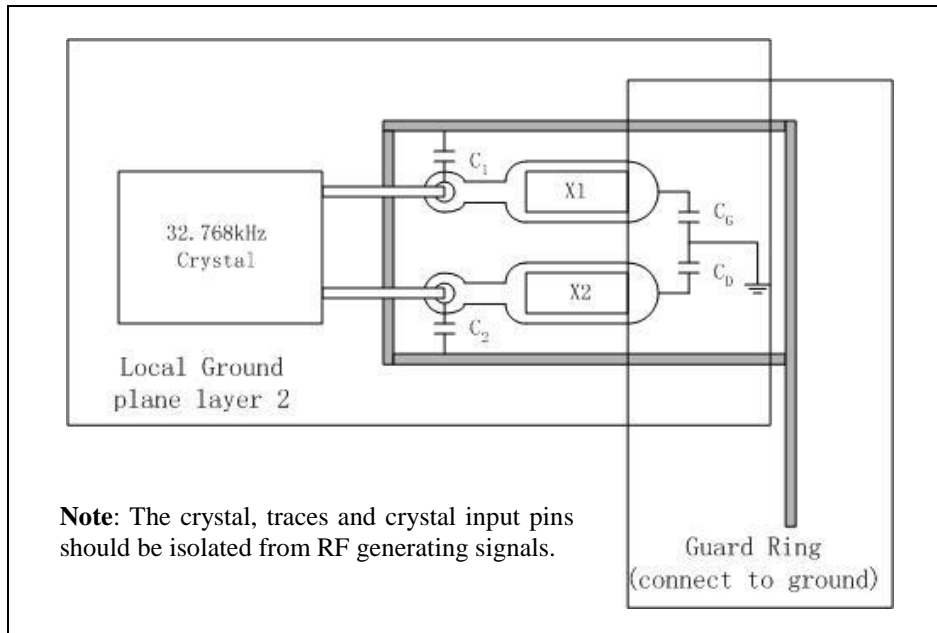 C1
X1
CG
32.768kHz
Crystal
CD
X2
C2
Local Ground
plane layer 2
Note: The crystal, traces and crystal input pins
should be isolated from RF generating signals.
Guard Ring
(connect to ground)